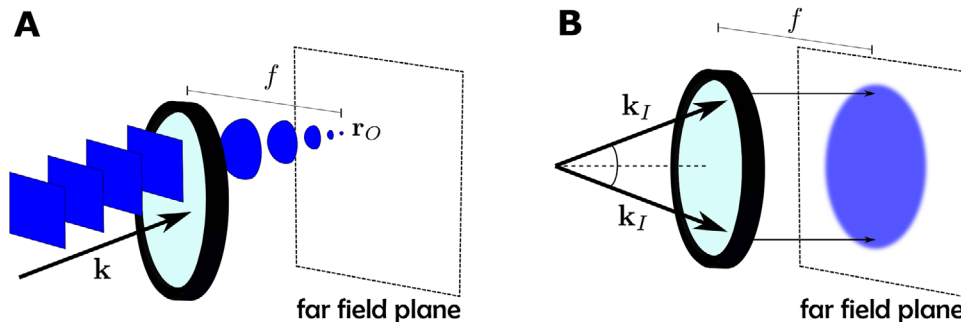 A
f
r_O
k
far field plane
B
f
k_I
k_I
far field plane